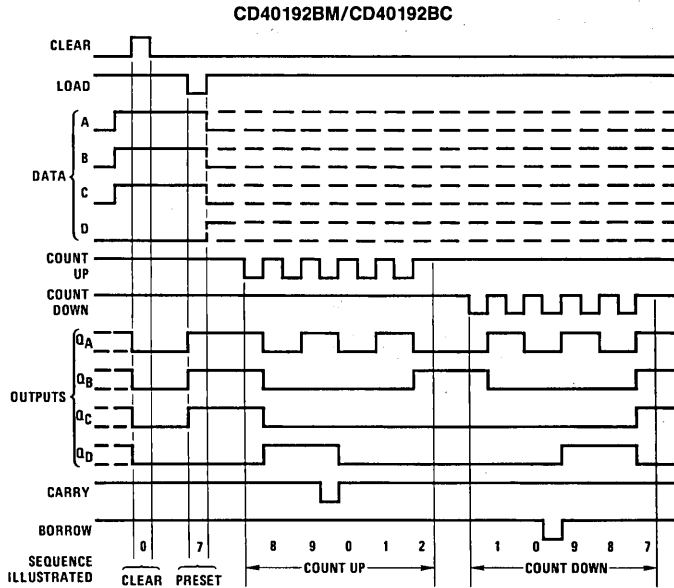 CD40192BM/CD40192BC
CLEAR
LOAD
A
B
DATA
C
D
COUNT
UP
COUNT
DOWN
QA
QB
OUTPUTS
QC
QD
CARRY
BORROW
0 7 8 9 0 1 2 1 0 9 8 7
SEQUENCE
ILLUSTRATED
CLEAR PRESET COUNT UP COUNT DOWN